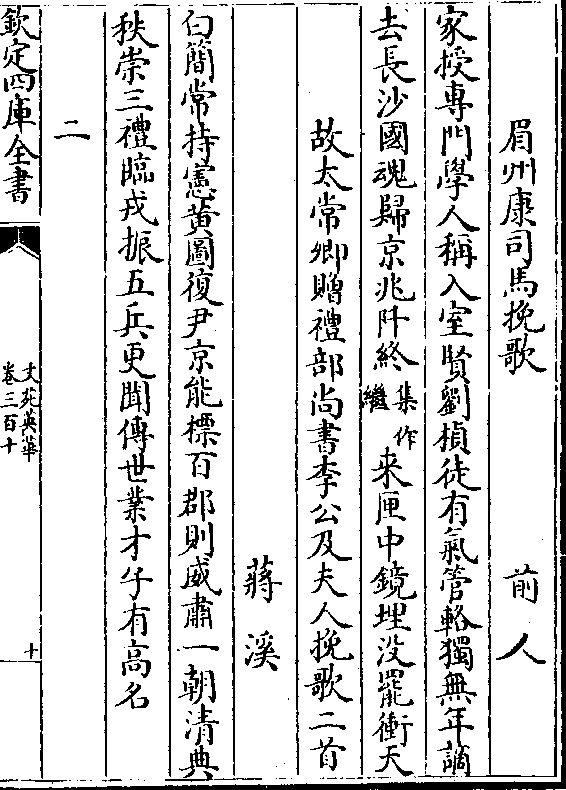 眉州康司馬挽歌　前人
家授專門學人稱入室賢劉楨徒有氣管輅獨無年謫
去長沙國魂歸京兆阡終集作繼来匣中鏡埋没罷衝天
故太常卿贈禮部尚書李公及夫人挽歌二首
蔣溪
白簡常持憲黄圖復尹京能標百郡則威肅一朝清典
秩崇三禮臨戎振五兵更聞傳世業才子有高名
二
欽定四庫全書
文苑英華
卷三百十
十